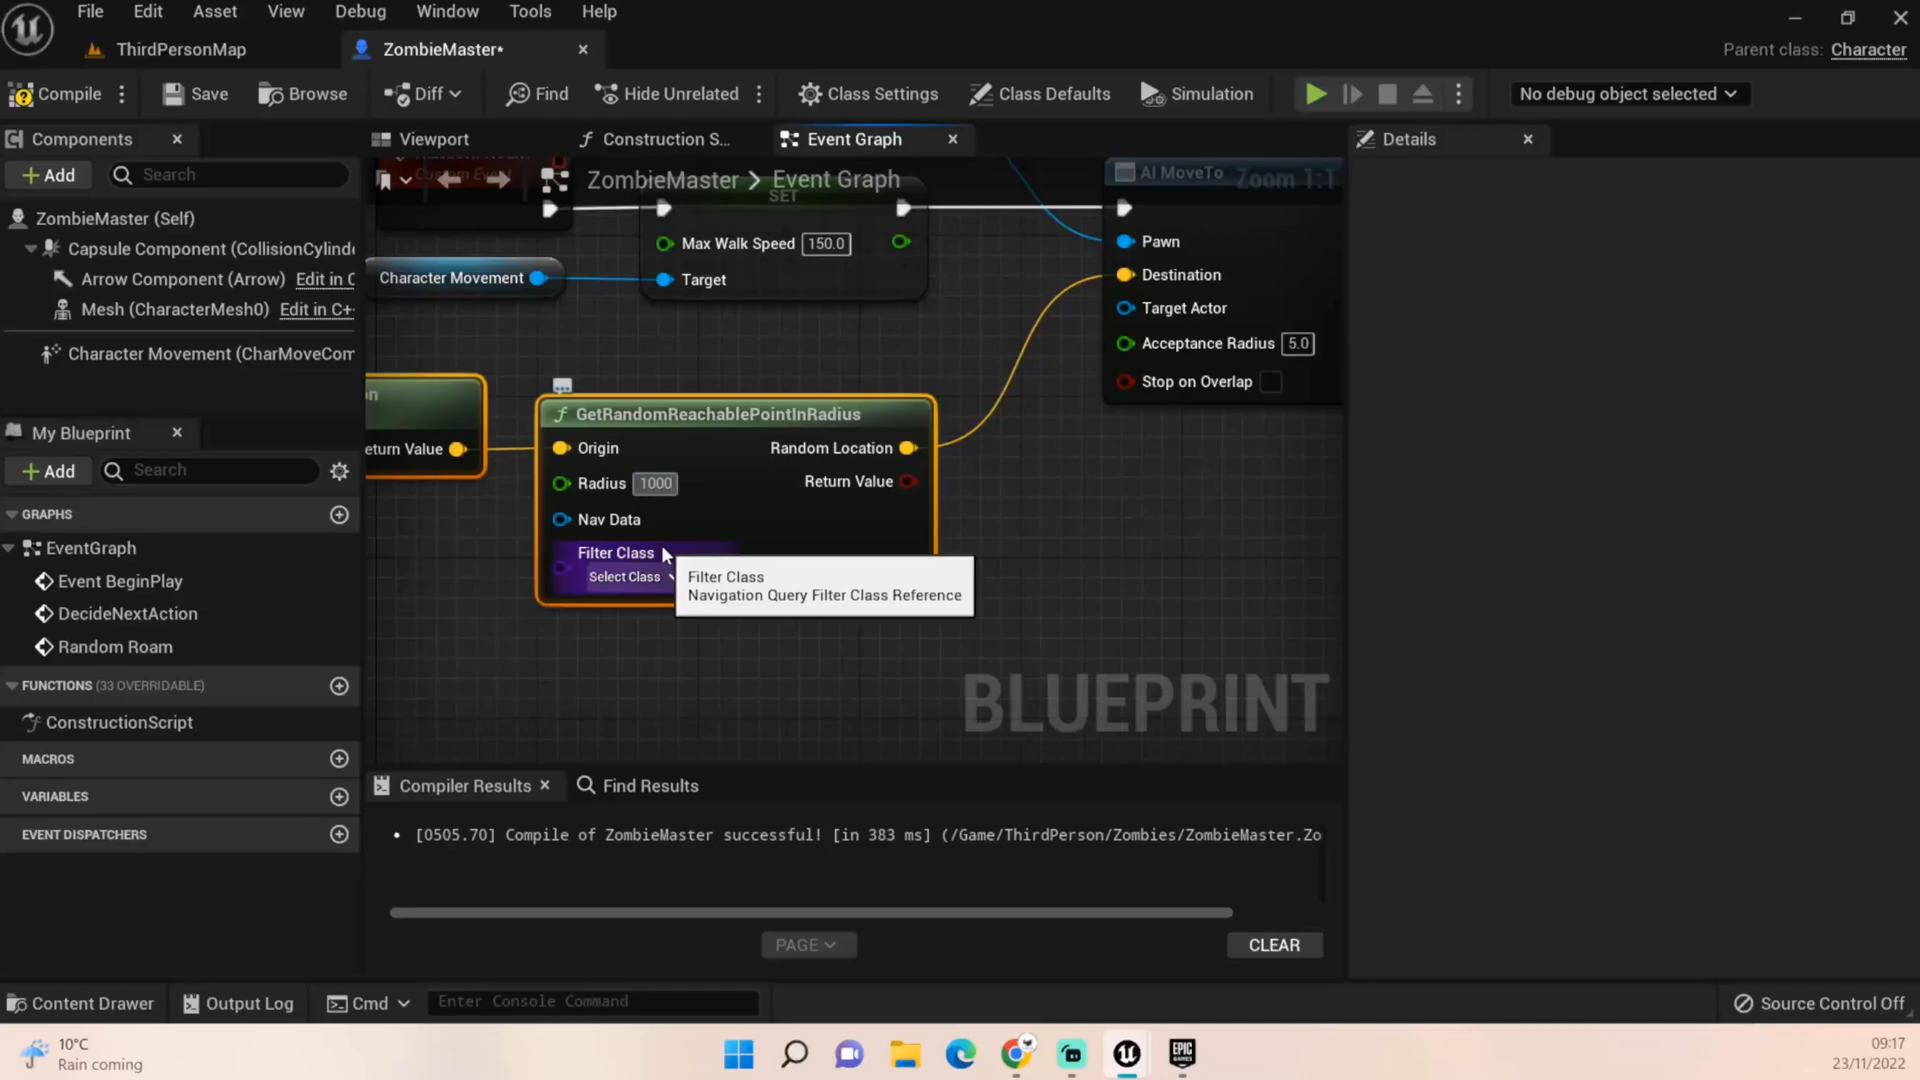 File Edit Asset View Debug Window Tools Help
ThirdPersonMap ZombieMaster* Parent class: Character
Compile Save Browse Diff Find Hide Unrelated Class Settings Class Defaults Simulation No debug object selected
Components Viewport Construction S... Event Graph Details
Add Search
ZombieMaster > Event Graph Zoom 1:1
ZombieMaster (Self)
Capsule Component (CollisionCylinde
Arrow Component (Arrow) Edit in C
Mesh (CharacterMesh0) Edit in C++
Character Movement (CharMoveCom
Custom Event
SET
Max Walk Speed 150.0
Target
Character Movement
AI MoveTo
Pawn
Destination
Target Actor
Acceptance Radius 5.0
Stop on Overlap
on
eturn Value
GetRandomReachablePointInRadius
Origin Random Location
Radius 1000 Return Value
Nav Data
Filter Class
Select Class
Filter Class
Navigation Query Filter Class Reference
BLUEPRINT
My Blueprint
Add Search
GRAPHS
EventGraph
Event BeginPlay
DecideNextAction
Random Roam
FUNCTIONS (33 OVERRIDABLE)
ConstructionScript
MACROS
VARIABLES
EVENT DISPATCHERS
Compiler Results Find Results
[0505.70] Compile of ZombieMaster successful! [in 383 ms] (/Game/ThirdPerson/Zombies/ZombieMaster.Zo
PAGE CLEAR
Content Drawer Output Log Cmd Enter Console Command Source Control Off
10°C
Rain coming
EPIC GAMES
09:17
23/11/2022